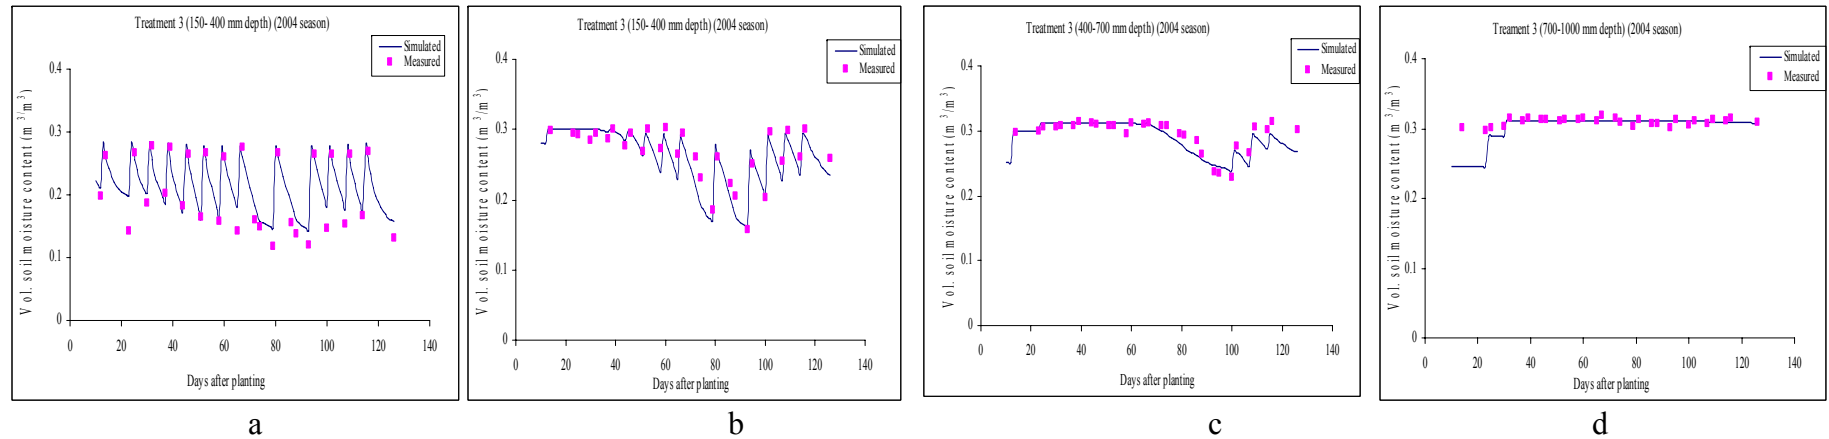 Treatment 3 (150- 400 mm depth) (2004 season)
Simulated
Measured
Vol. soil moisture content (m³/m³)
0.4
0.3
0.2
0.1
0
0 20 40 60 80 100 120 140
Days after planting
a
Treatment 3 (150- 400 mm depth) (2004 season)
Simulated
Measured
Vol. soil moisture content (m³/m³)
0.4
0.3
0.2
0.1
0
0 20 40 60 80 100 120 140
Days after planting
b
Treatment 3 (400-700 mm depth) (2004 season)
Simulated
Measured
Vol. soil moisture content (m³/m³)
0.4
0.3
0.2
0.1
0
0 20 40 60 80 100 120 140
Days after planting
c
Treament 3 (700-1000 mm depth) (2004 season)
Simulated
Measured
Vol. soil moisture content (m³/m³)
0.4
0.3
0.2
0.1
0
0 20 40 60 80 100 120 140
Days after planting
d